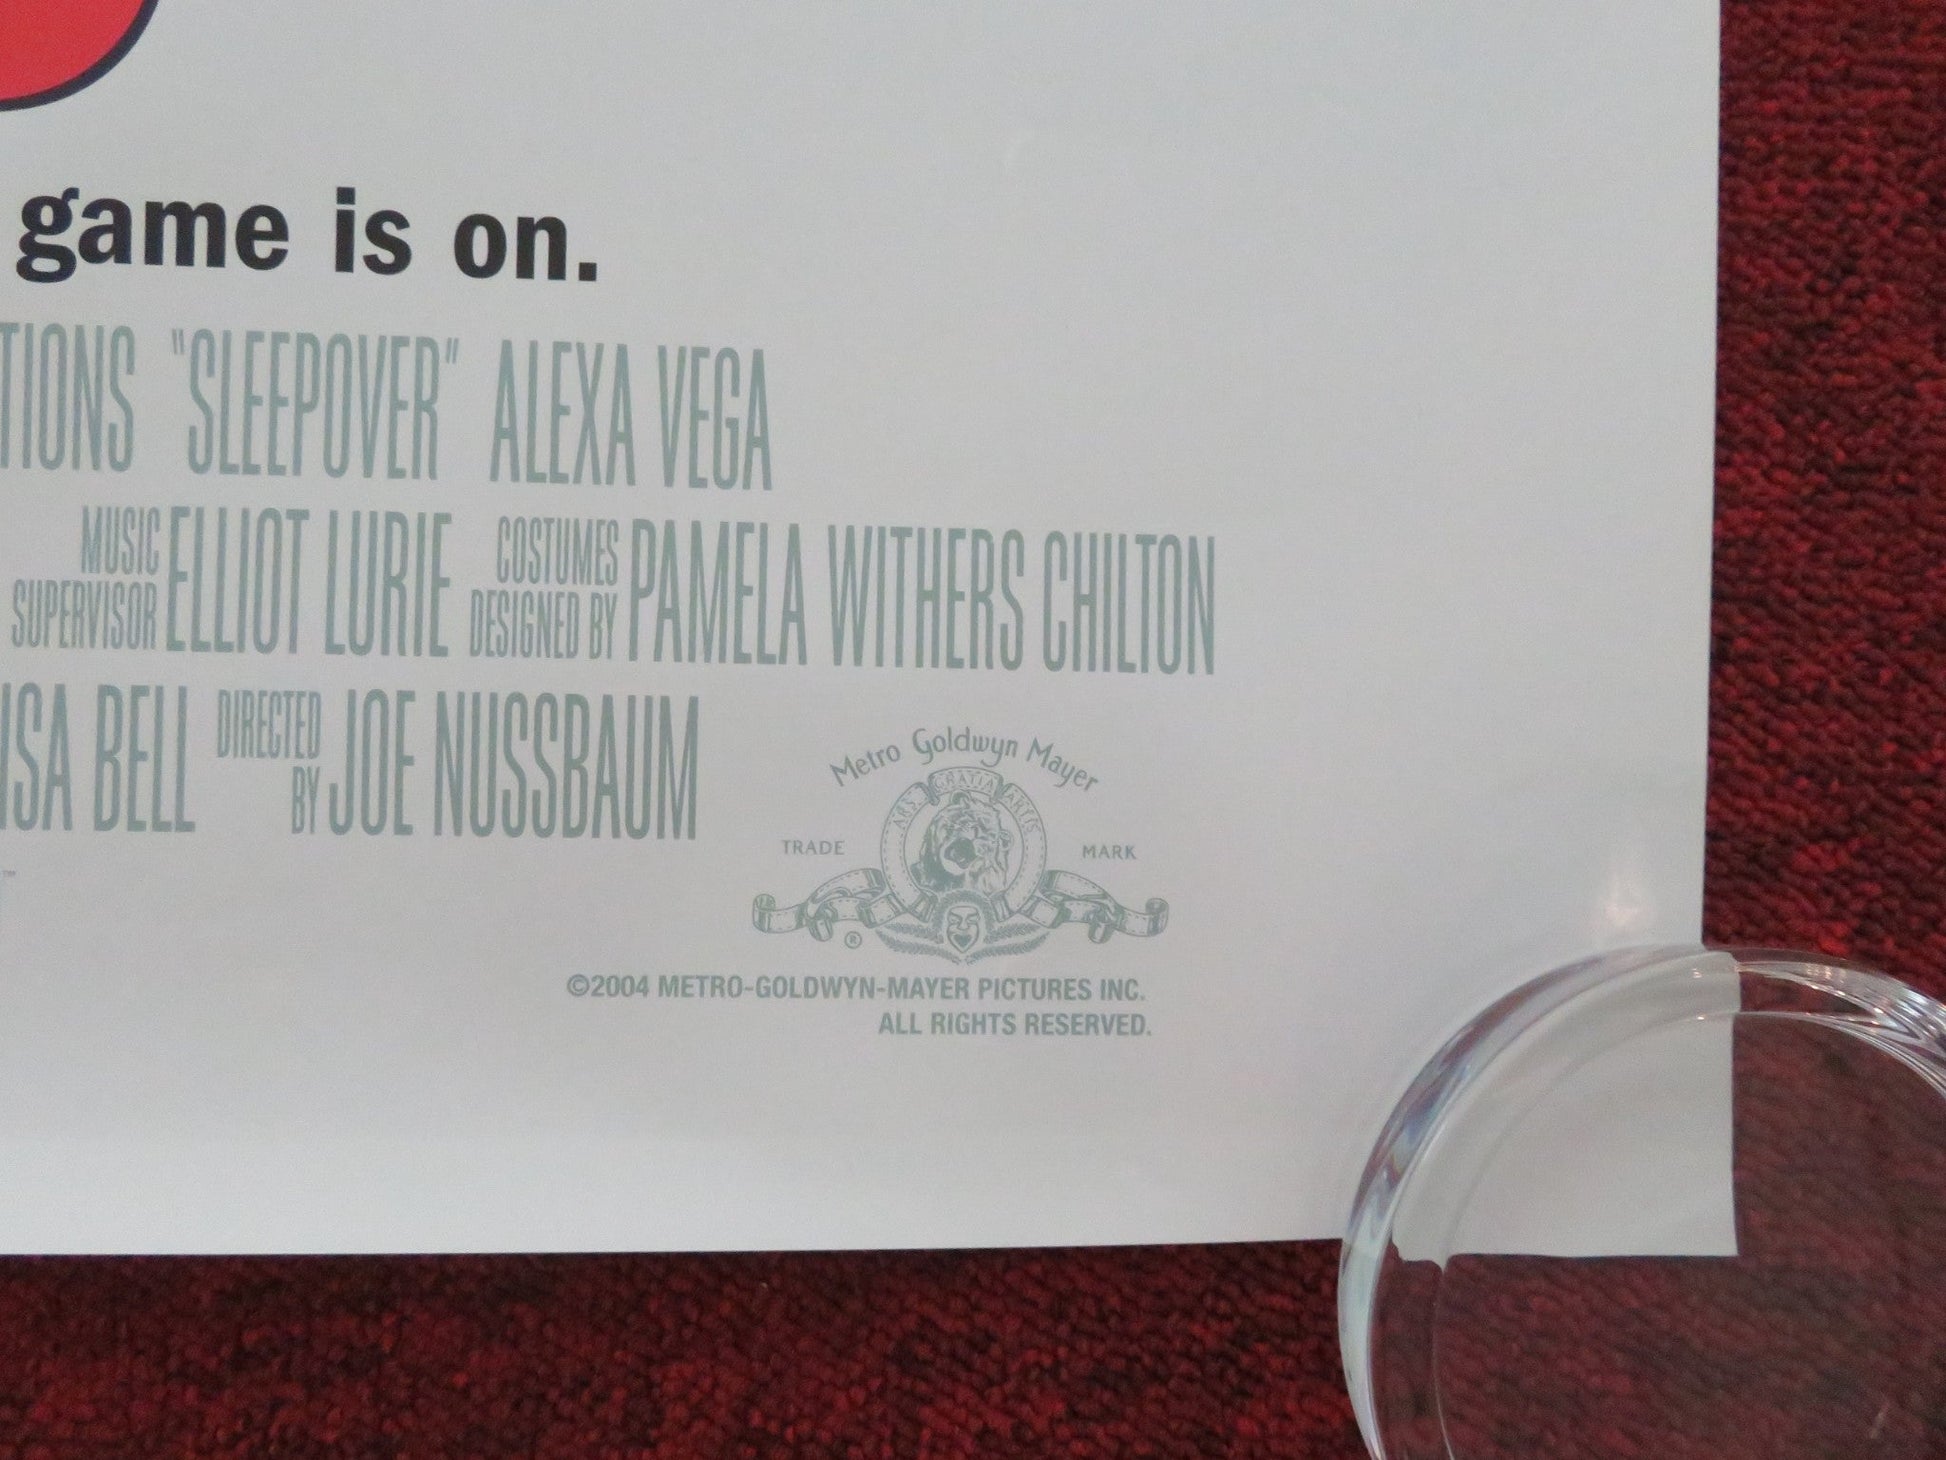 game is on.
TIONS "SLEEPOVER" ALEXA VEGA
MUSIC SUPERVISOR ELLIOT LURIE COSTUMES DESIGNED BY PAMELA WITHERS CHILTON
ISA BELL DIRECTED BY JOE NUSSBAUM
Metro Goldwyn Mayer
ARS GRATIA ARTIS
TRADE MARK
™
®
©2004 METRO-GOLDWYN-MAYER PICTURES INC.
ALL RIGHTS RESERVED.